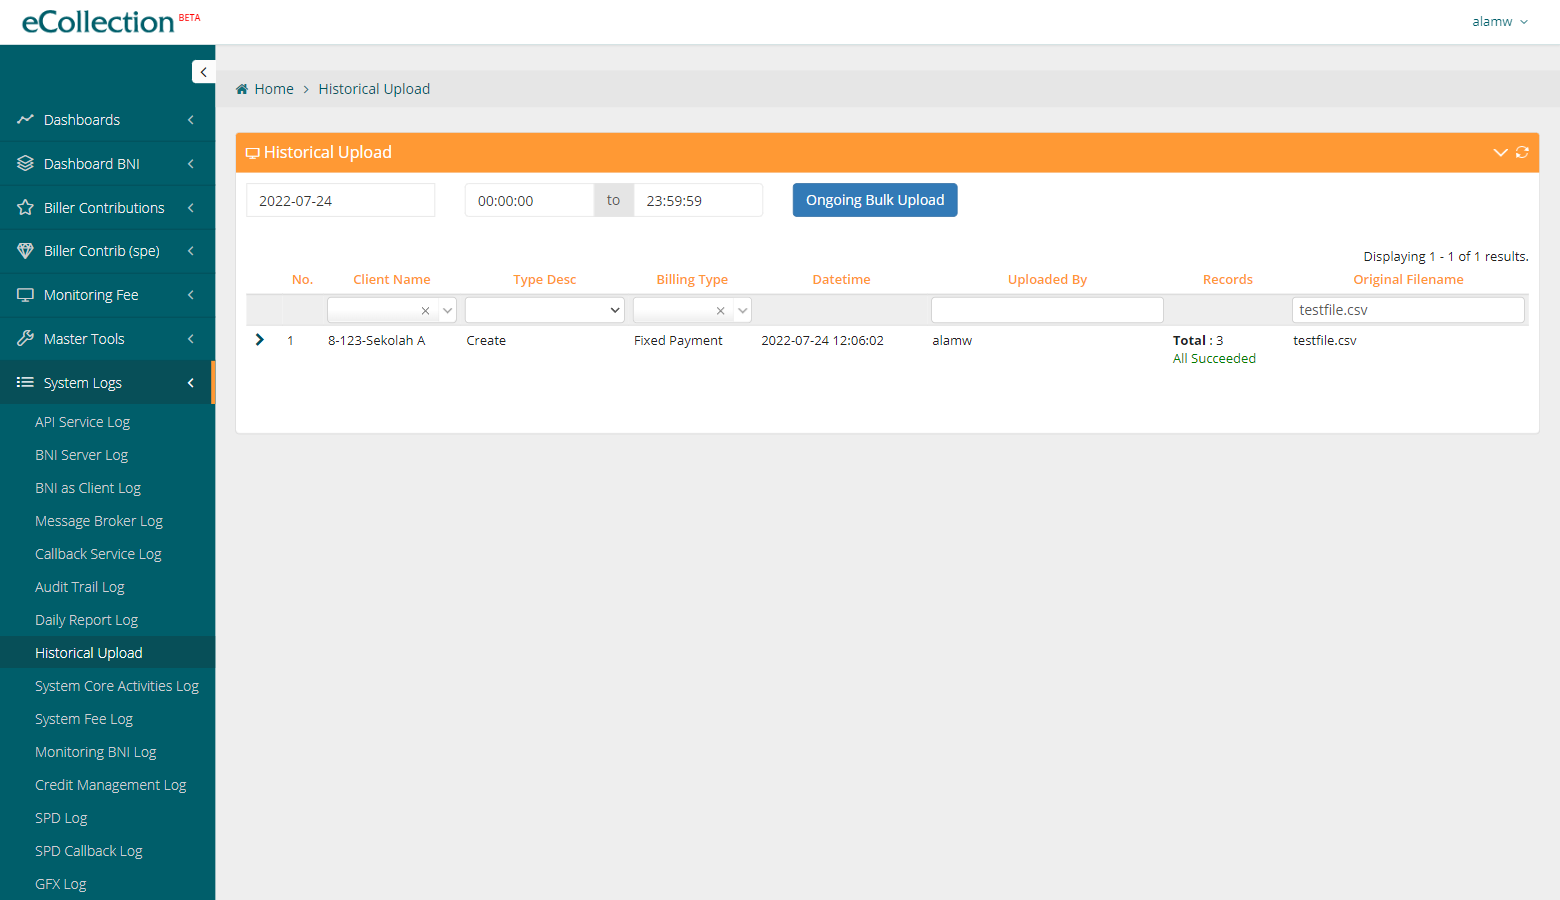 eCollection BETA
alamw
Home > Historical Upload
Dashboards
Dashboard BNI
Biller Contributions
Biller Contrib (spe)
Monitoring Fee
Master Tools
System Logs
API Service Log
BNI Server Log
BNI as Client Log
Message Broker Log
Callback Service Log
Audit Trail Log
Daily Report Log
Historical Upload
System Core Activities Log
System Fee Log
Monitoring BNI Log
Credit Management Log
SPD Log
SPD Callback Log
GFX Log
Historical Upload
2022-07-24 00:00:00 to 23:59:59 Ongoing Bulk Upload
Displaying 1 - 1 of 1 results.
No. Client Name Type Desc Billing Type Datetime Uploaded By Records Original Filename
testfile.csv
1 8-123-Sekolah A Create Fixed Payment 2022-07-24 12:06:02 alamw Total : 3 testfile.csv
All Succeeded